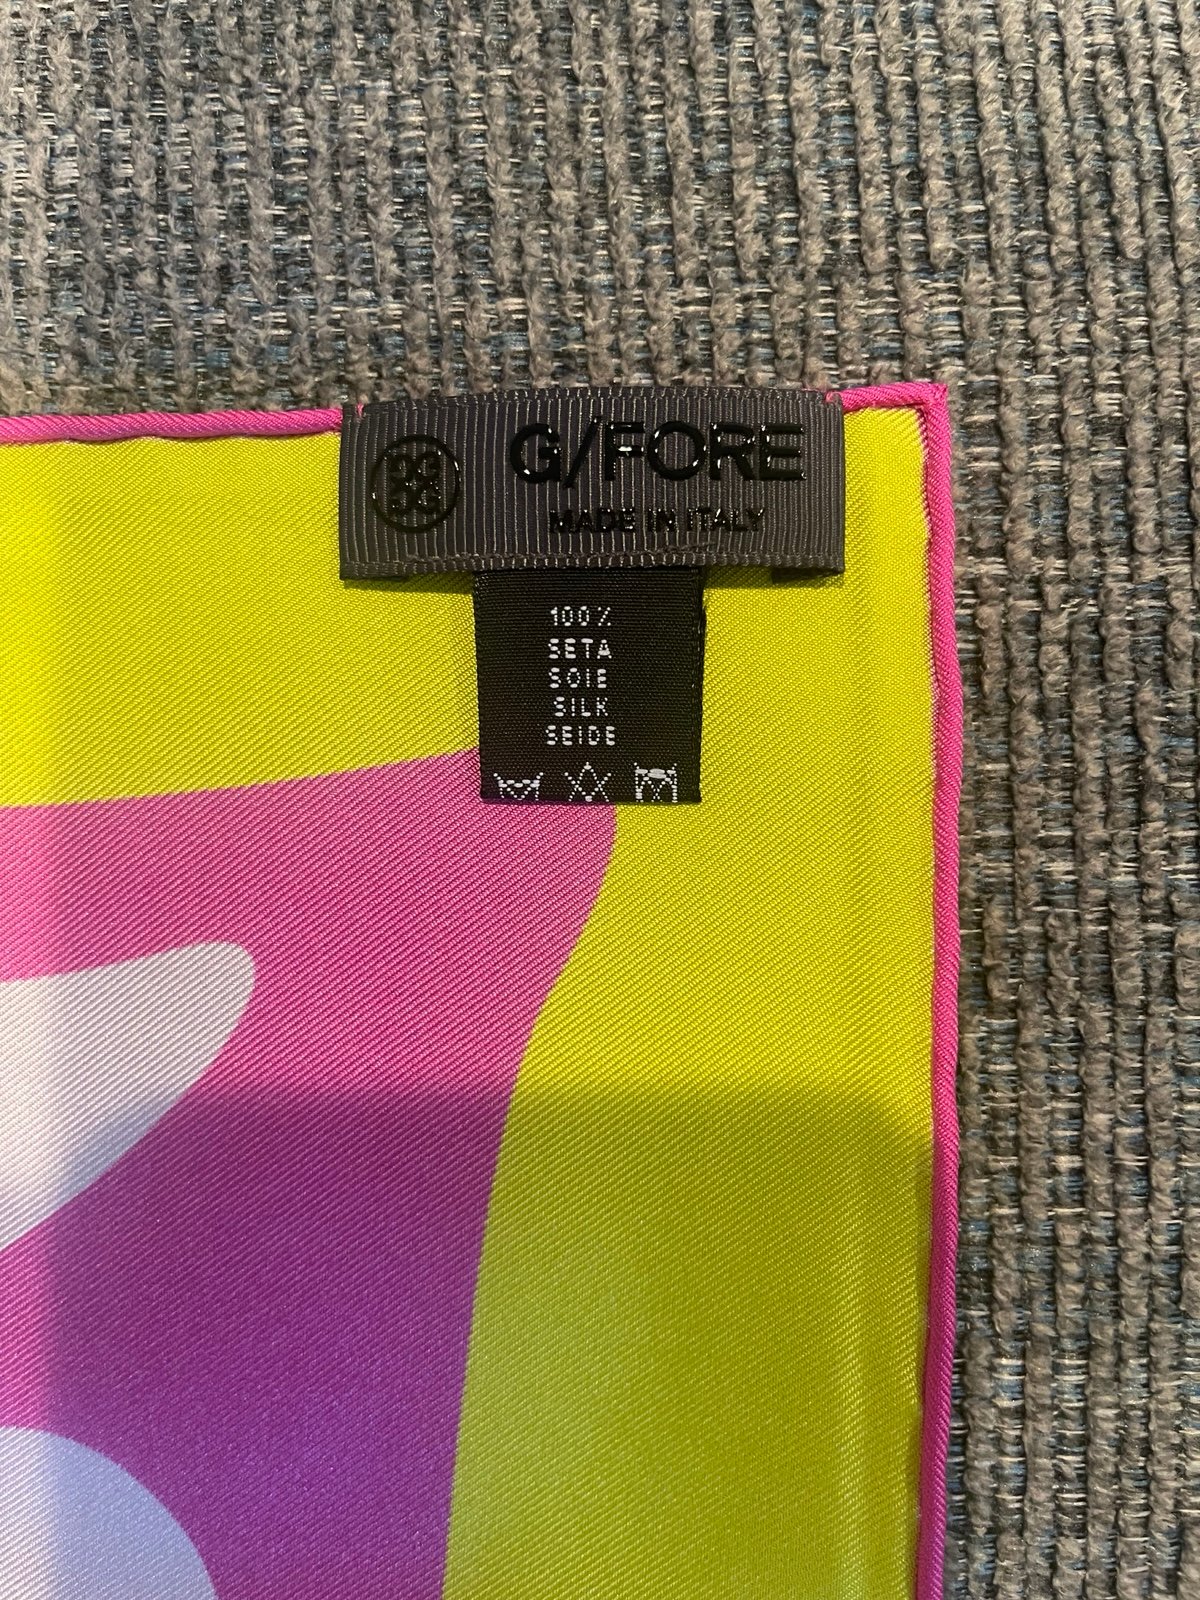 G/FORE
MADE IN ITALY
100%
SETA
SOIE
SILK
SEIDE